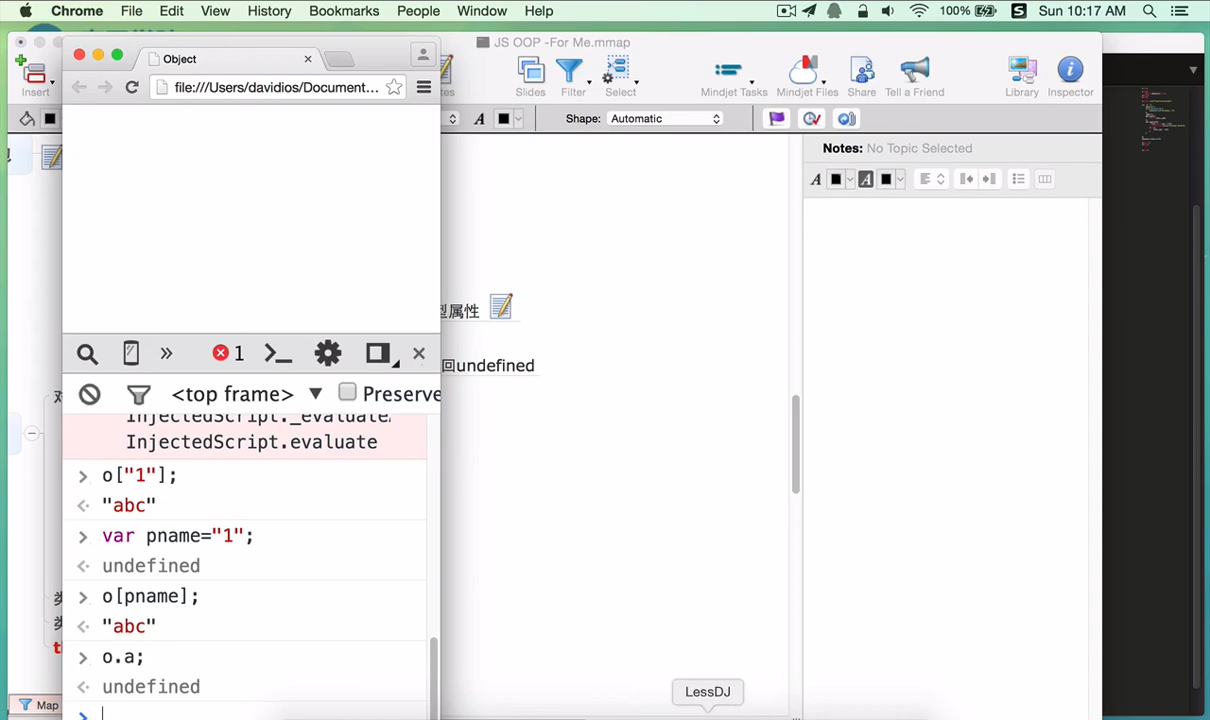 Chrome File Edit View History Bookmarks People Window Help 100% Sun 10:17 AM
JS OOP -For Me.mmap
Object
Insert Slides Filter Select Mindjet Tasks Mindjet Files Share Tell a Friend Library Inspector
file:///Users/davidios/Document...
Shape: Automatic
Notes: No Topic Selected
型属性
回undefined
1
<top frame> Preserve
InjectedScript._evaluate
InjectedScript.evaluate
o["1"];
"abc"
var pname="1";
undefined
o[pname];
"abc"
o.a;
undefined
LessDJ
Map